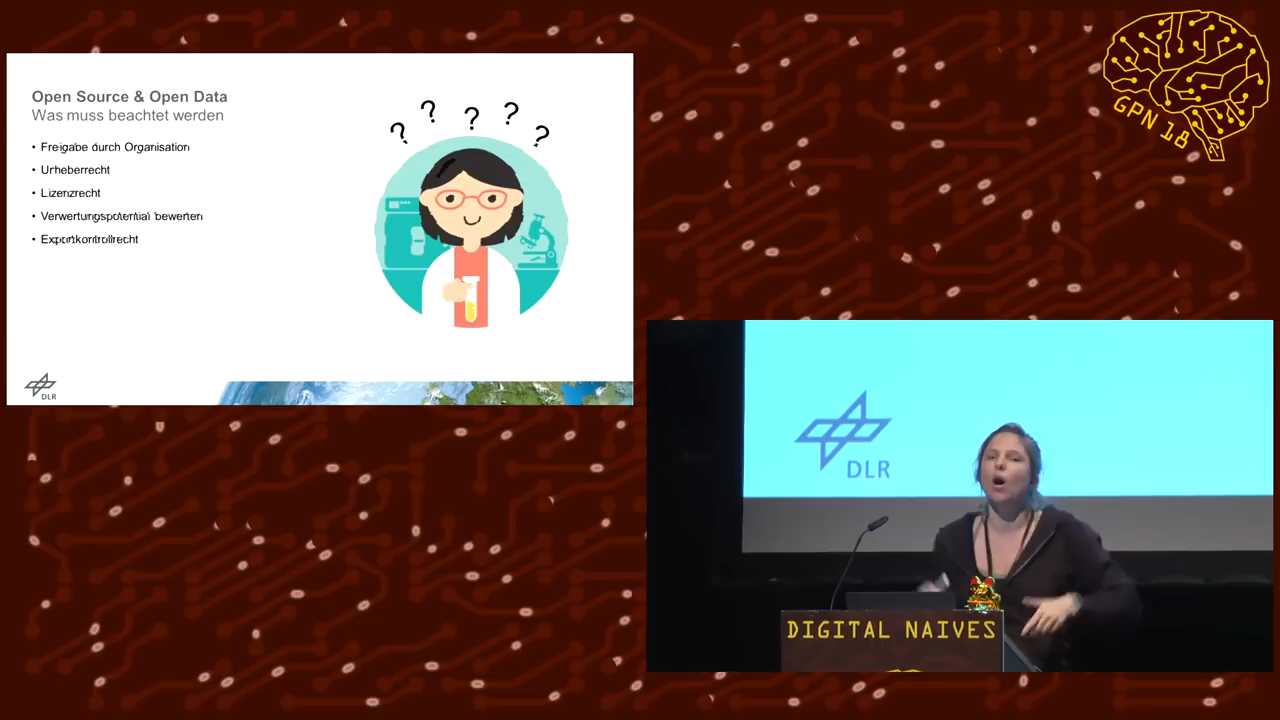 Open Source & Open Data
Was muss beachtet werden
• Freigabe durch Organisation
• Urheberrecht
• Lizenzrecht
• Verwertungspotential bewerten
• Exportkontrollrecht
? ? ? ? ?
DLR
GPN 18
DLR
DIGITAL NAIVES